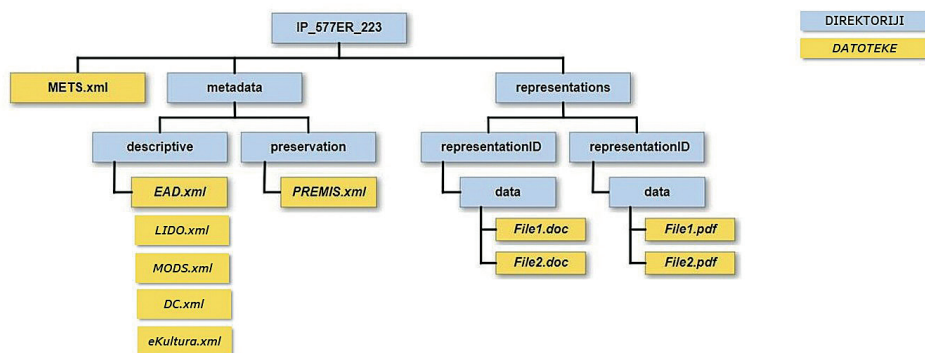 IP_577ER_223
DIREKTORIJI
DATOTEKE
METS.xml
metadata
representations
descriptive
preservation
representationID
representationID
EAD.xml
PREMIS.xml
data
data
LIDO.xml
File1.doc
File1.pdf
MODS.xml
File2.doc
File2.pdf
DC.xml
eKultura.xml